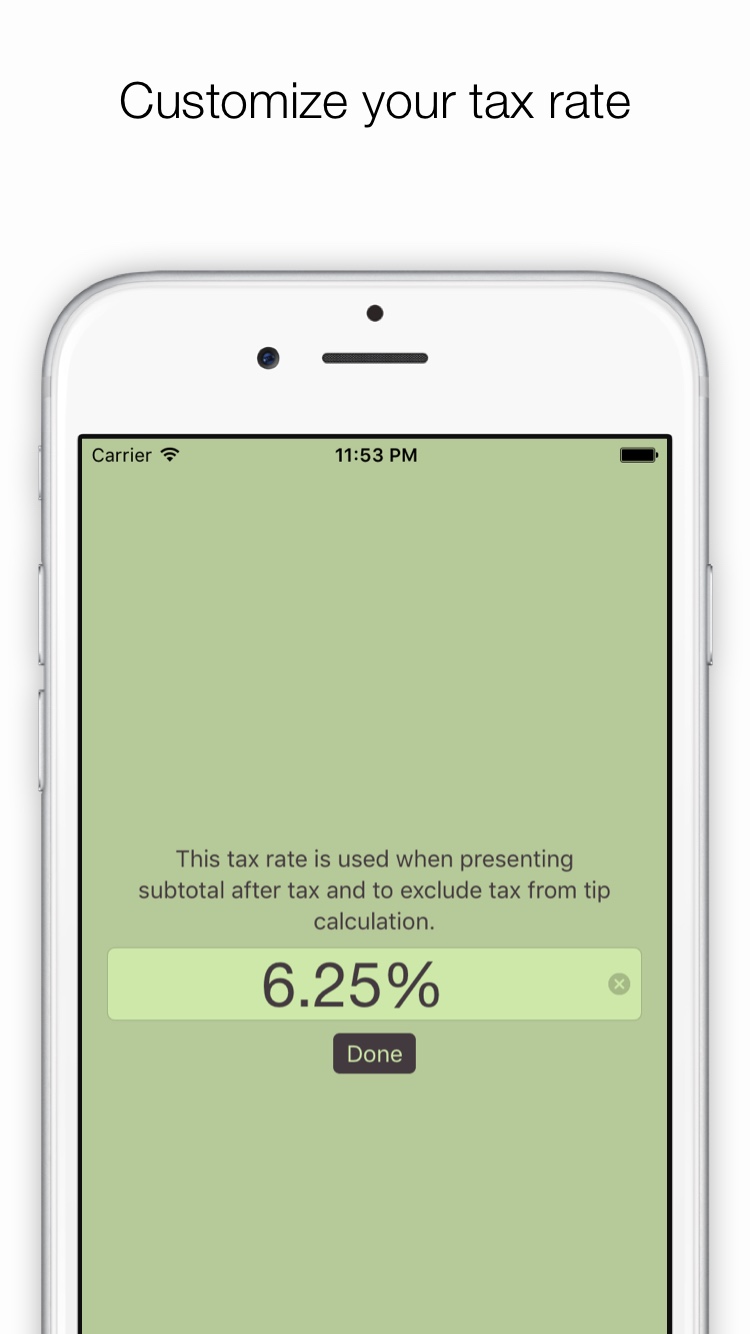 Customize your tax rate
Carrier 11:53 PM
This tax rate is used when presenting
subtotal after tax and to exclude tax from tip
calculation.
6.25%
Done